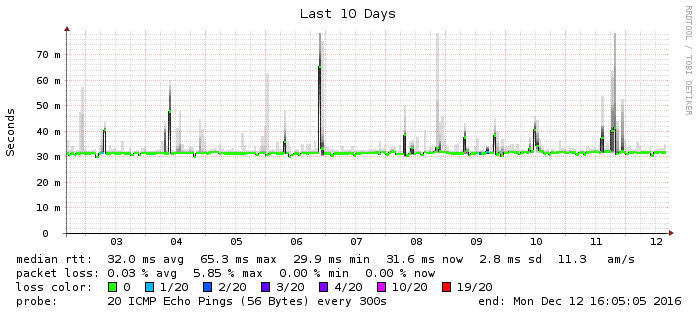 Last 10 Days
RRDTOOL / TOBI OETIKER
Seconds
70 m
60 m
50 m
40 m
30 m
20 m
10 m
0
03 04 05 06 07 08 09 10 11 12
median rtt: 32.0 ms avg 65.3 ms max 29.9 ms min 31.6 ms now 2.8 ms sd 11.3 am/s
packet loss: 0.03 % avg 5.85 % max 0.00 % min 0.00 % now
loss color: 0 1/20 2/20 3/20 4/20 10/20 19/20
probe: 20 ICMP Echo Pings (56 Bytes) every 300s end: Mon Dec 12 16:05:05 2016